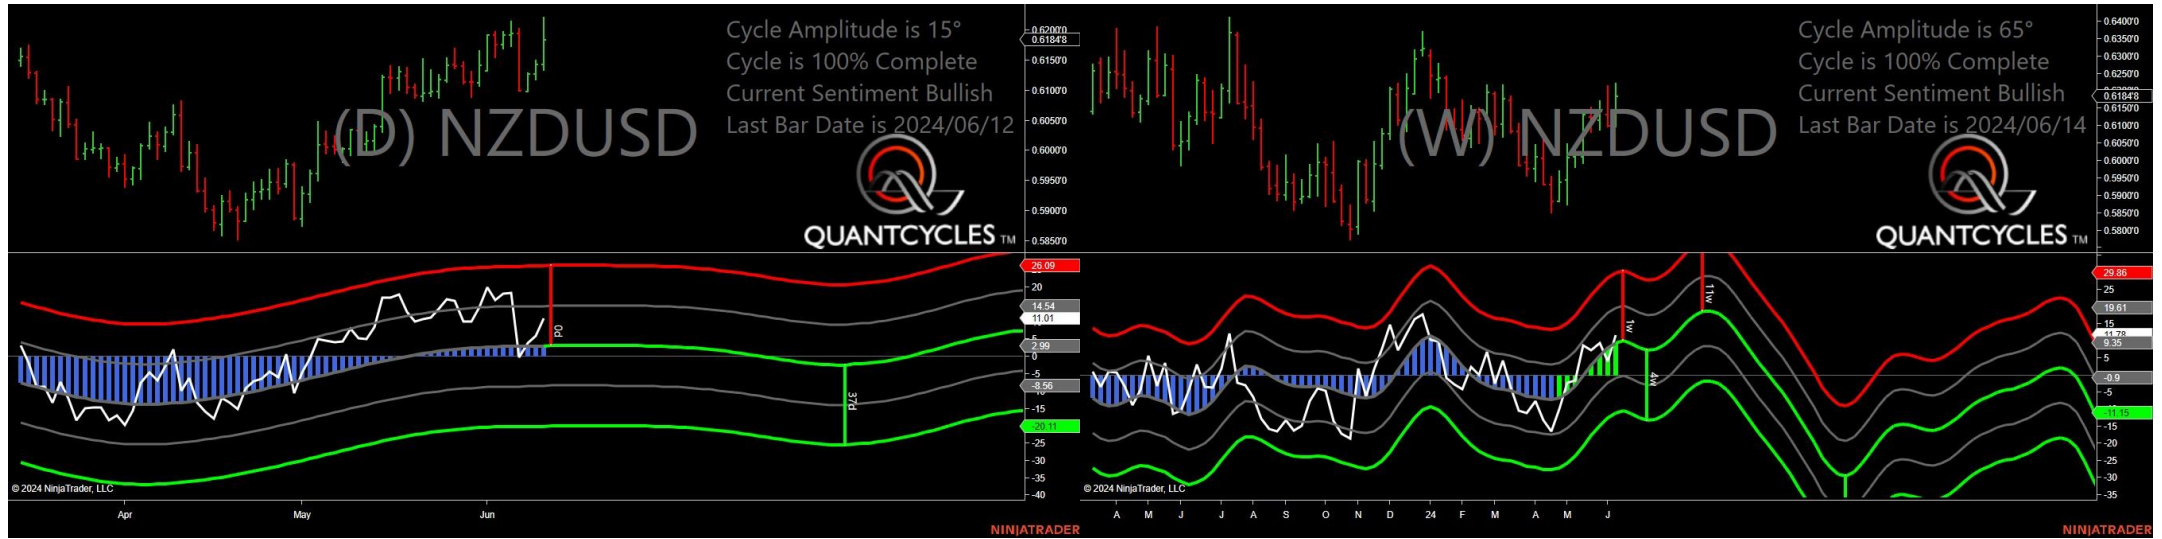 Cycle Amplitude is 15°
Cycle is 100% Complete
Current Sentiment Bullish
Last Bar Date is 2024/06/12
(D) NZDUSD
QUANTCYCLES TM
0.6200'0
0.6184'8
0.6150'0
0.6100'0
0.6050'0
0.6000'0
0.5950'0
0.5900'0
0.5850'0
26.09
20
14.54
11.01
2.99
0
-5
-8.56
-15
-20.11
-25
-30
-35
-40
0d
37d
© 2024 NinjaTrader, LLC
Apr
May
Jun
NINJATRADER
Cycle Amplitude is 65°
Cycle is 100% Complete
Current Sentiment Bullish
Last Bar Date is 2024/06/14
(W) NZDUSD
QUANTCYCLES TM
0.6400'0
0.6350'0
0.6300'0
0.6250'0
0.6184'8
0.6150'0
0.6100'0
0.6050'0
0.6000'0
0.5950'0
0.5900'0
0.5850'0
0.5800'0
29.86
25
19.61
15
9.35
5
-0.9
-5
-11.15
-15
-20
-25
-30
-35
1w
4w
11w
© 2024 NinjaTrader, LLC
A M J J A S O N D 24 F M A M J
NINJATRADER